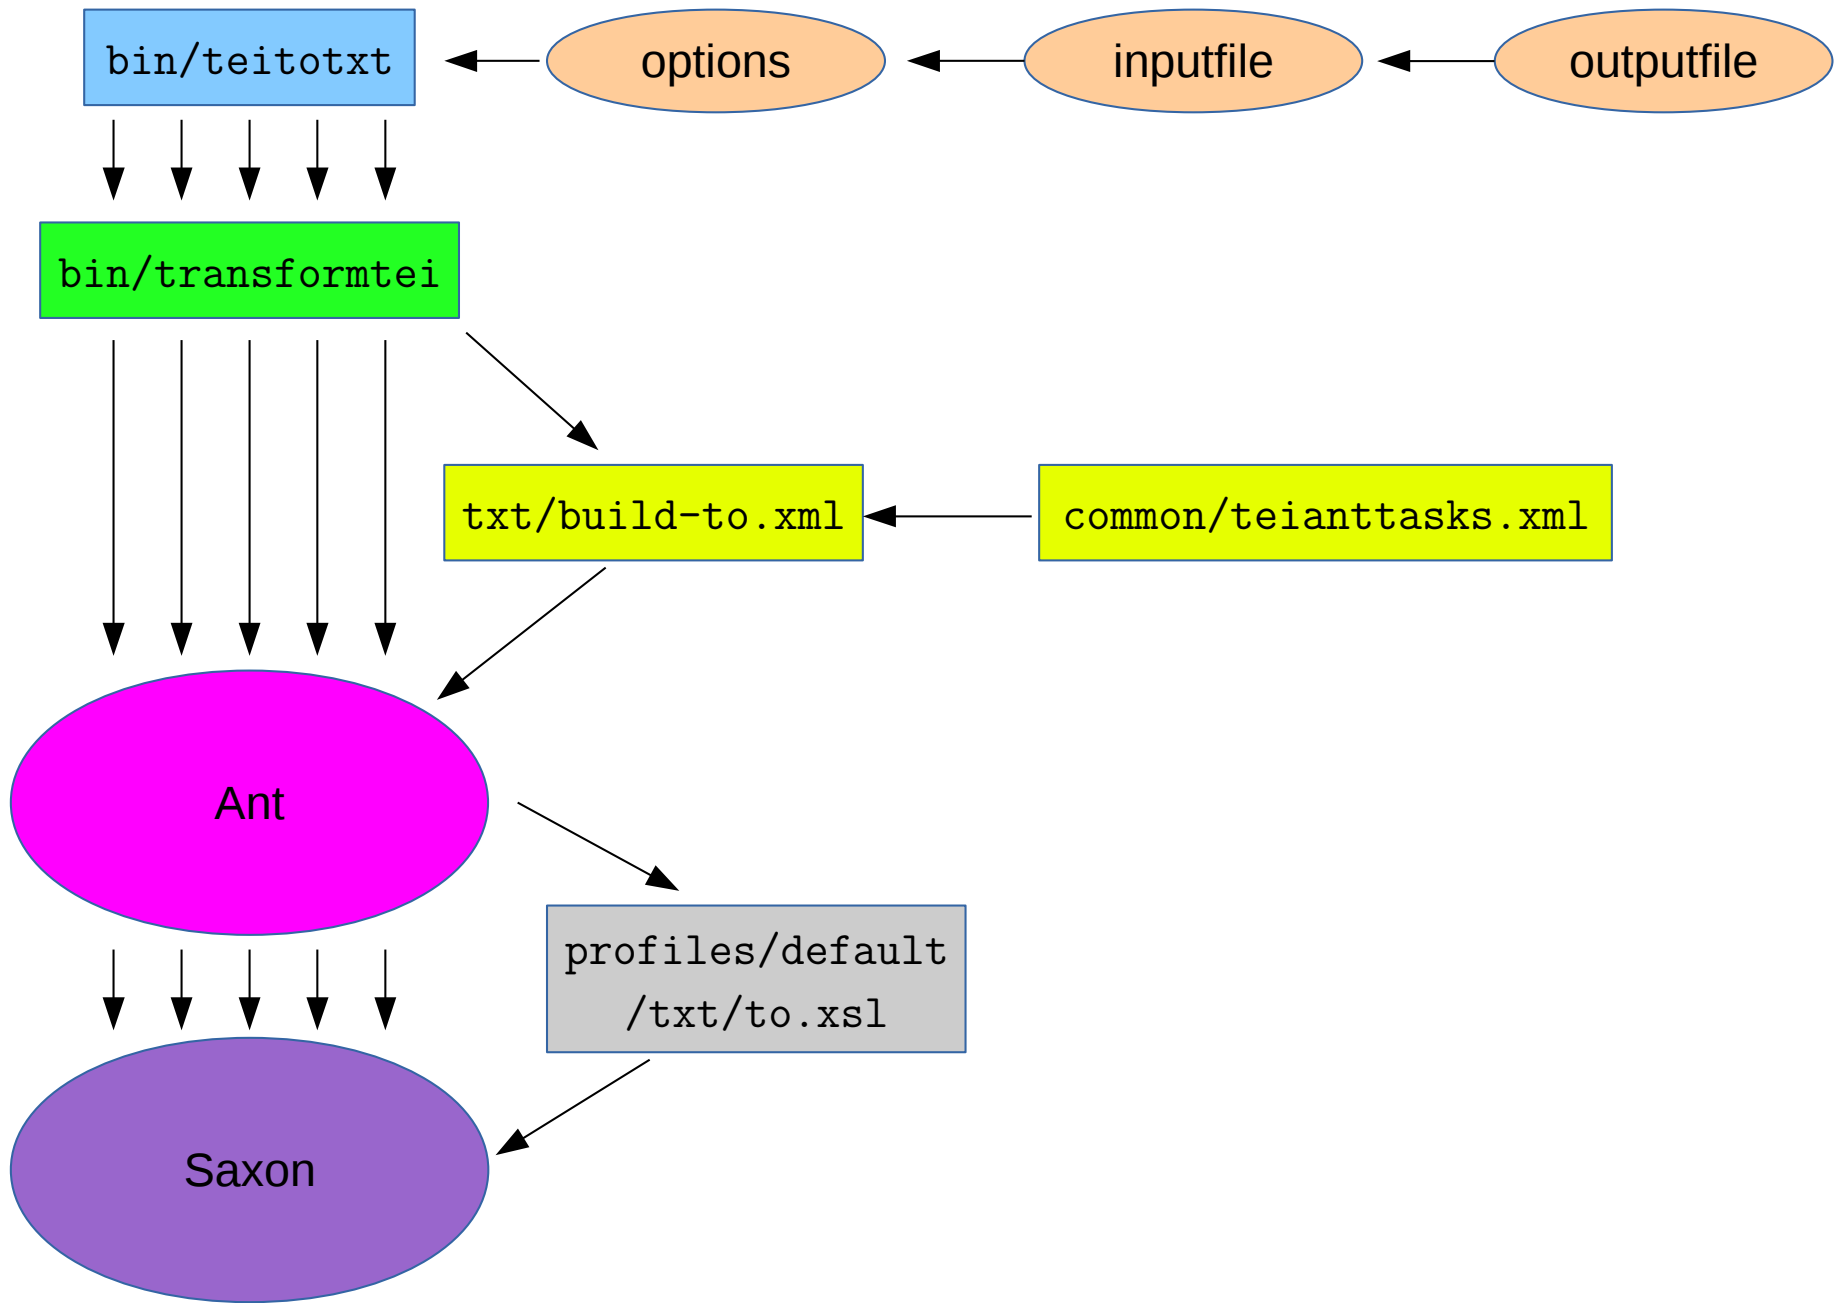 bin/teitotxt
options
inputfile
outputfile
bin/transformtei
txt/build-to.xml
common/teianttasks.xml
Ant
profiles/default
/txt/to.xsl
Saxon